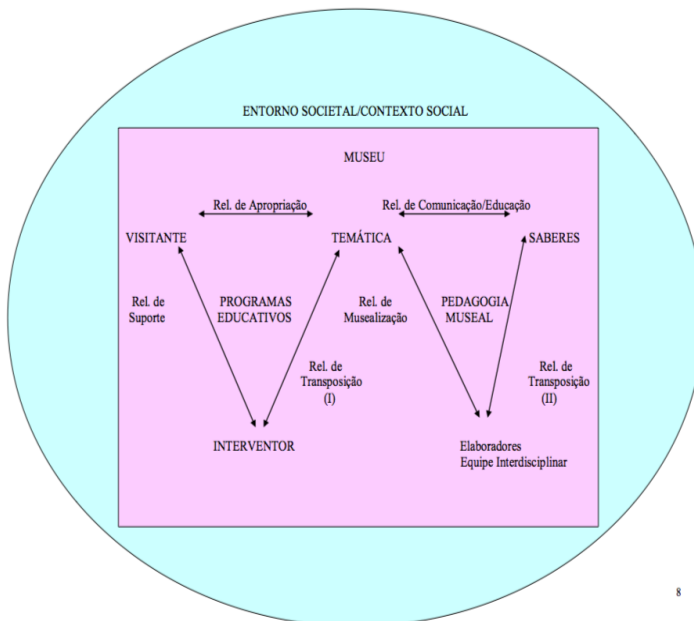 ENTORNO SOCIETAL/CONTEXTO SOCIAL
MUSEU
Rel. de Apropriação
Rel. de Comunicação/Educação
VISITANTE
TEMÁTICA
SABERES
Rel. de
Suporte
PROGRAMAS
EDUCATIVOS
Rel. de
Musealização
PEDAGOGIA
MUSEAL
Rel. de
Transposição
(I)
Rel. de
Transposição
(II)
INTERVENTOR
Elaboradores
Equipe Interdisciplinar
8